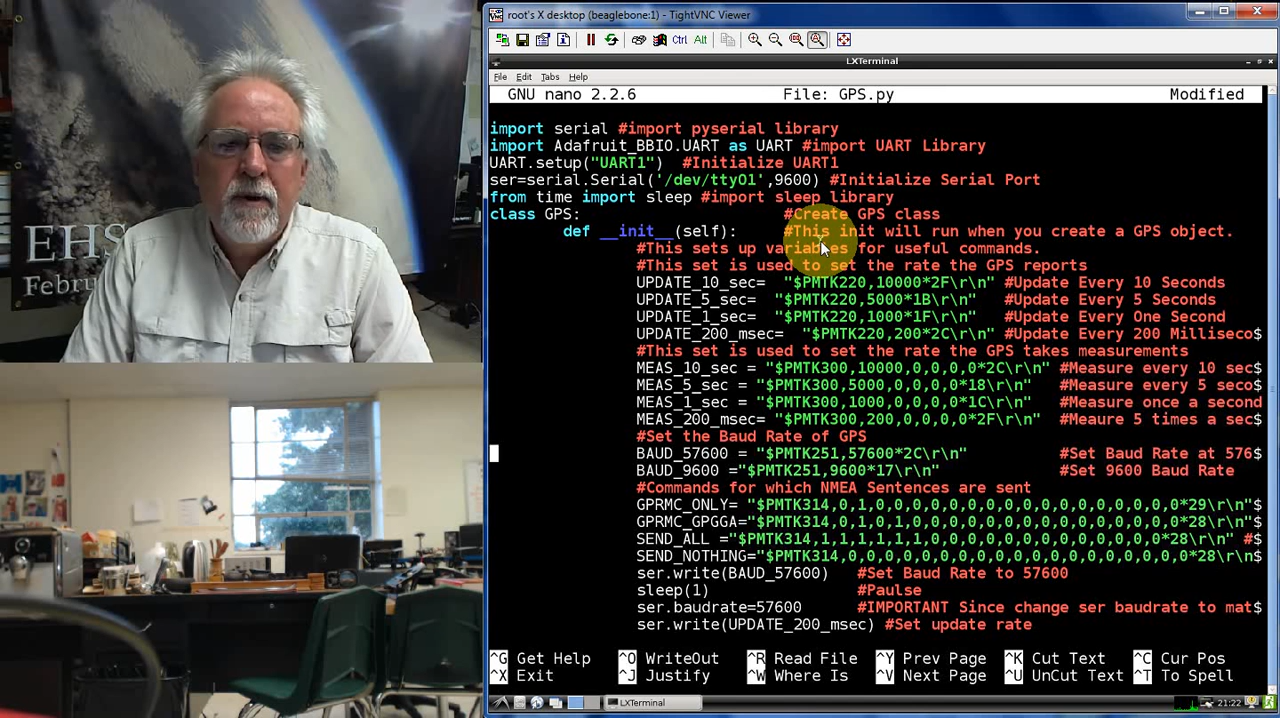 EHS
Februa
root's X desktop (beaglebone:1) - TightVNC Viewer
Ctrl Alt
LXTerminal
File Edit Tabs Help
GNU nano 2.2.6 File: GPS.py Modified
import serial #import pyserial library
import Adafruit_BBIO.UART as UART #import UART Library
UART.setup("UART1") #Initialize UART1
ser=serial.Serial('/dev/ttyO1',9600) #Initialize Serial Port
from time import sleep #import sleep library
class GPS: #Create GPS class
def __init__(self): #This init will run when you create a GPS object.
#This sets up variables for useful commands.
#This set is used to set the rate the GPS reports
UPDATE_10_sec= "$PMTK220,10000*2F\r\n" #Update Every 10 Seconds
UPDATE_5_sec= "$PMTK220,5000*1B\r\n" #Update Every 5 Seconds
UPDATE_1_sec= "$PMTK220,1000*1F\r\n" #Update Every One Second
UPDATE_200_msec= "$PMTK220,200*2C\r\n" #Update Every 200 Milliseco$
#This set is used to set the rate the GPS takes measurements
MEAS_10_sec = "$PMTK300,10000,0,0,0,0*2C\r\n" #Measure every 10 sec$
MEAS_5_sec = "$PMTK300,5000,0,0,0,0*18\r\n" #Measure every 5 seco$
MEAS_1_sec = "$PMTK300,1000,0,0,0,0*1C\r\n" #Measure once a second
MEAS_200_msec= "$PMTK300,200,0,0,0,0*2F\r\n" #Meaure 5 times a sec$
#Set the Baud Rate of GPS
BAUD_57600 = "$PMTK251,57600*2C\r\n" #Set Baud Rate at 576$
BAUD_9600 ="$PMTK251,9600*17\r\n" #Set 9600 Baud Rate
#Commands for which NMEA Sentences are sent
GPRMC_ONLY= "$PMTK314,0,1,0,0,0,0,0,0,0,0,0,0,0,0,0,0,0,0,0*29\r\n"$
GPRMC_GPGGA="$PMTK314,0,1,0,1,0,0,0,0,0,0,0,0,0,0,0,0,0,0,0*28\r\n"$
SEND_ALL ="$PMTK314,1,1,1,1,1,1,0,0,0,0,0,0,0,0,0,0,0,0,0*28\r\n" #$
SEND_NOTHING="$PMTK314,0,0,0,0,0,0,0,0,0,0,0,0,0,0,0,0,0,0,0*28\r\n$
ser.write(BAUD_57600) #Set Baud Rate to 57600
sleep(1) #Paulse
ser.baudrate=57600 #IMPORTANT Since change ser baudrate to mat$
ser.write(UPDATE_200_msec) #Set update rate
^G Get Help ^O WriteOut ^R Read File ^Y Prev Page ^K Cut Text ^C Cur Pos
^X Exit ^J Justify ^W Where Is ^V Next Page ^U UnCut Text ^T To Spell
LXTerminal 21:22